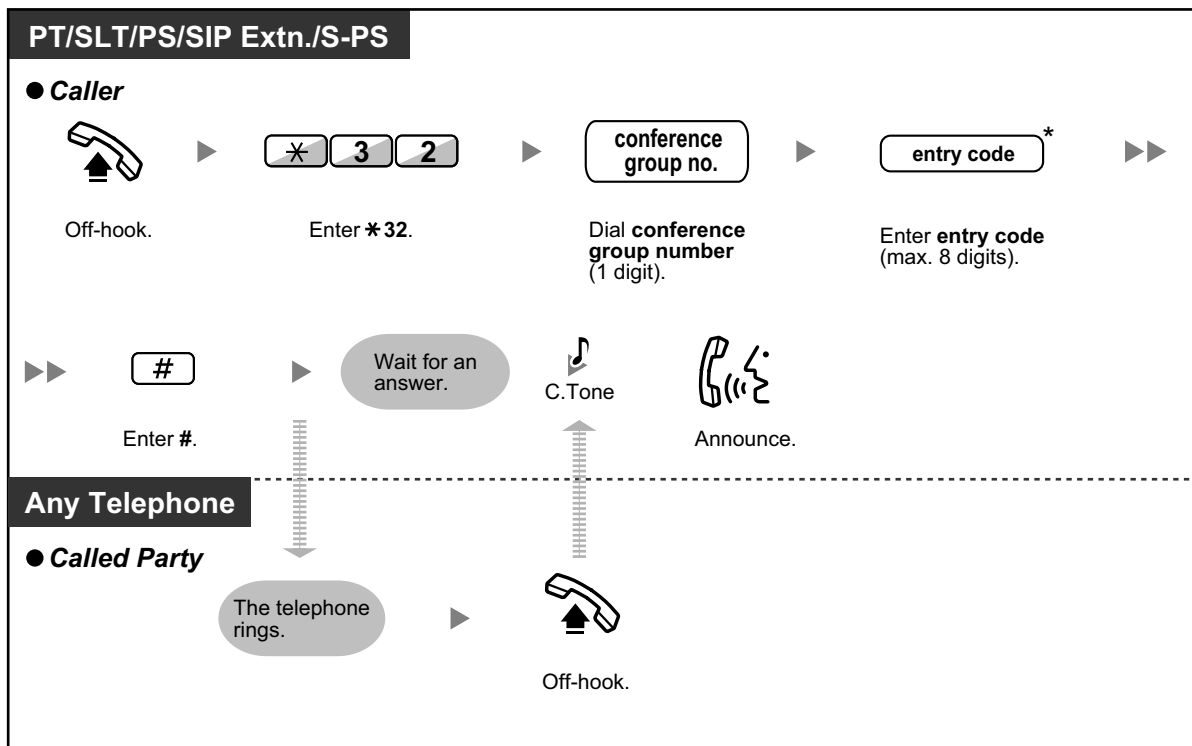 PT/SLT/PS/SIP Extn./S-PS
● Caller
✳ 3 2
conference
group no.
entry code*
Off-hook.
Enter ✳32.
Dial conference
group number
(1 digit).
Enter entry code
(max. 8 digits).
#
Wait for an
answer.
C.Tone
Enter #.
Announce.
Any Telephone
● Called Party
The telephone
rings.
Off-hook.